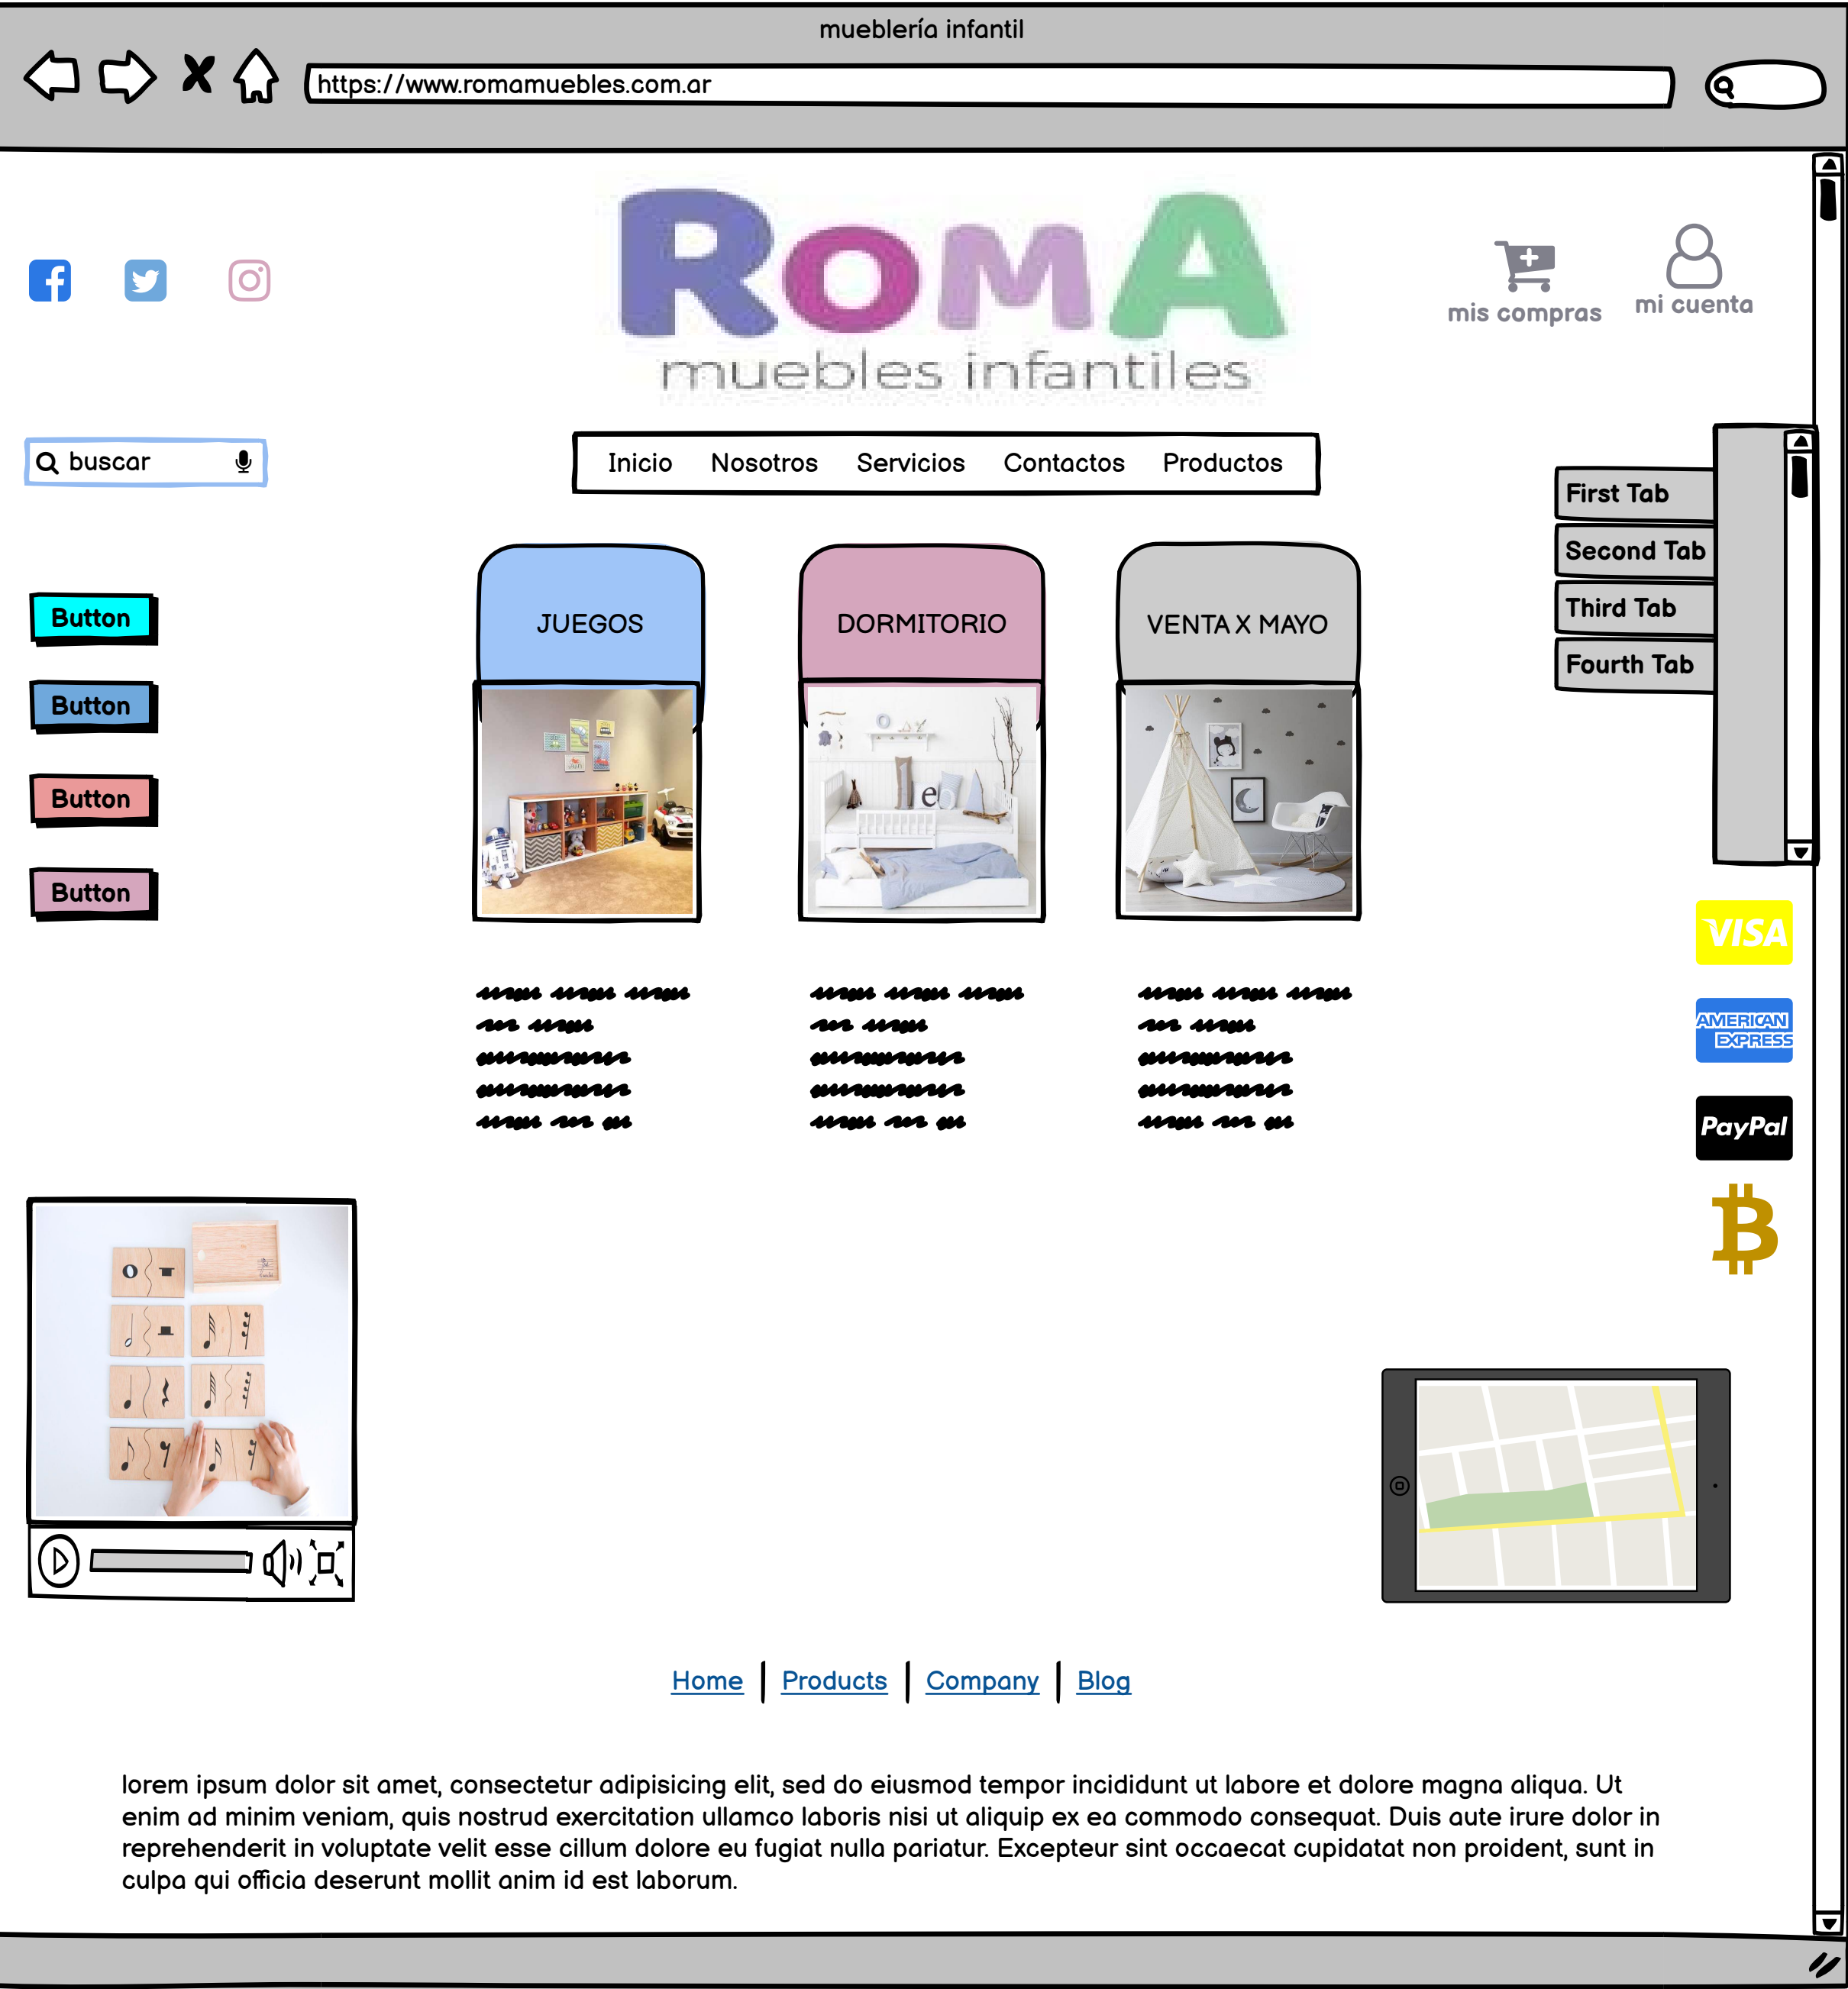 mueblería infantil
https://www.romamuebles.com.ar
RomA
muebles infantiles
mis compras
mi cuenta
buscar
Inicio Nosotros Servicios Contactos Productos
First Tab
Second Tab
Third Tab
Fourth Tab
Button
Button
Button
Button
JUEGOS
DORMITORIO
VENTA X MAYO
e
VISA
AMERICAN
EXPRESS
PayPal
Home Products Company Blog
lorem ipsum dolor sit amet, consectetur adipisicing elit, sed do eiusmod tempor incididunt ut labore et dolore magna aliqua. Ut
enim ad minim veniam, quis nostrud exercitation ullamco laboris nisi ut aliquip ex ea commodo consequat. Duis aute irure dolor in
reprehenderit in voluptate velit esse cillum dolore eu fugiat nulla pariatur. Excepteur sint occaecat cupidatat non proident, sunt in
culpa qui officia deserunt mollit anim id est laborum.